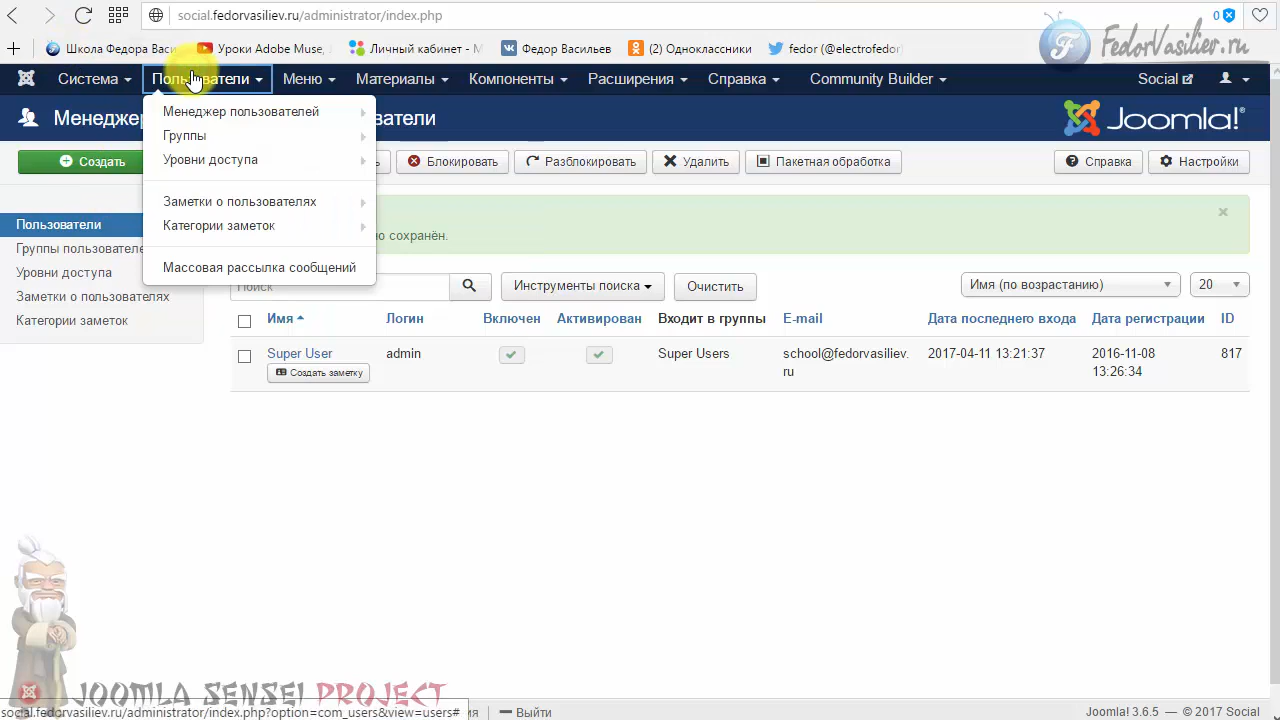 social.fedorvasiliev.ru/administrator/index.php
0
Школа Федора Васи
Уроки Adobe Muse,
Личный кабинет - М
Федор Васильев
(2) Одноклассники
fedor (@electrofedor
FedorVasilier.ru
Система
Пользователи
Меню
Материалы
Компоненты
Расширения
Справка
Community Builder
Social
Менеджер
ватели
Joomla!®
Менеджер пользователей
Группы
Уровни доступа
Заметки о пользователях
Категории заметок
Массовая рассылка сообщений
Создать
Блокировать
Разблокировать
Удалить
Пакетная обработка
Справка
Настройки
о сохранён.
Пользователи
Группы пользователе
Уровни доступа
Заметки о пользователях
Категории заметок
Поиск
Инструменты поиска
Очистить
Имя (по возрастанию)
20
Имя
Логин
Включен
Активирован
Входит в группы
E-mail
Дата последнего входа
Дата регистрации
ID
Super User
admin
Super Users
school@fedorvasiliev.
ru
2017-04-11 13:21:37
2016-11-08
13:26:34
817
Создать заметку
JOOMLA SENSEI PROJECT
social.fedorvasiliev.ru/administrator/index.php?option=com_users&view=users#
Выйти
Joomla! 3.6.5 — © 2017 Social